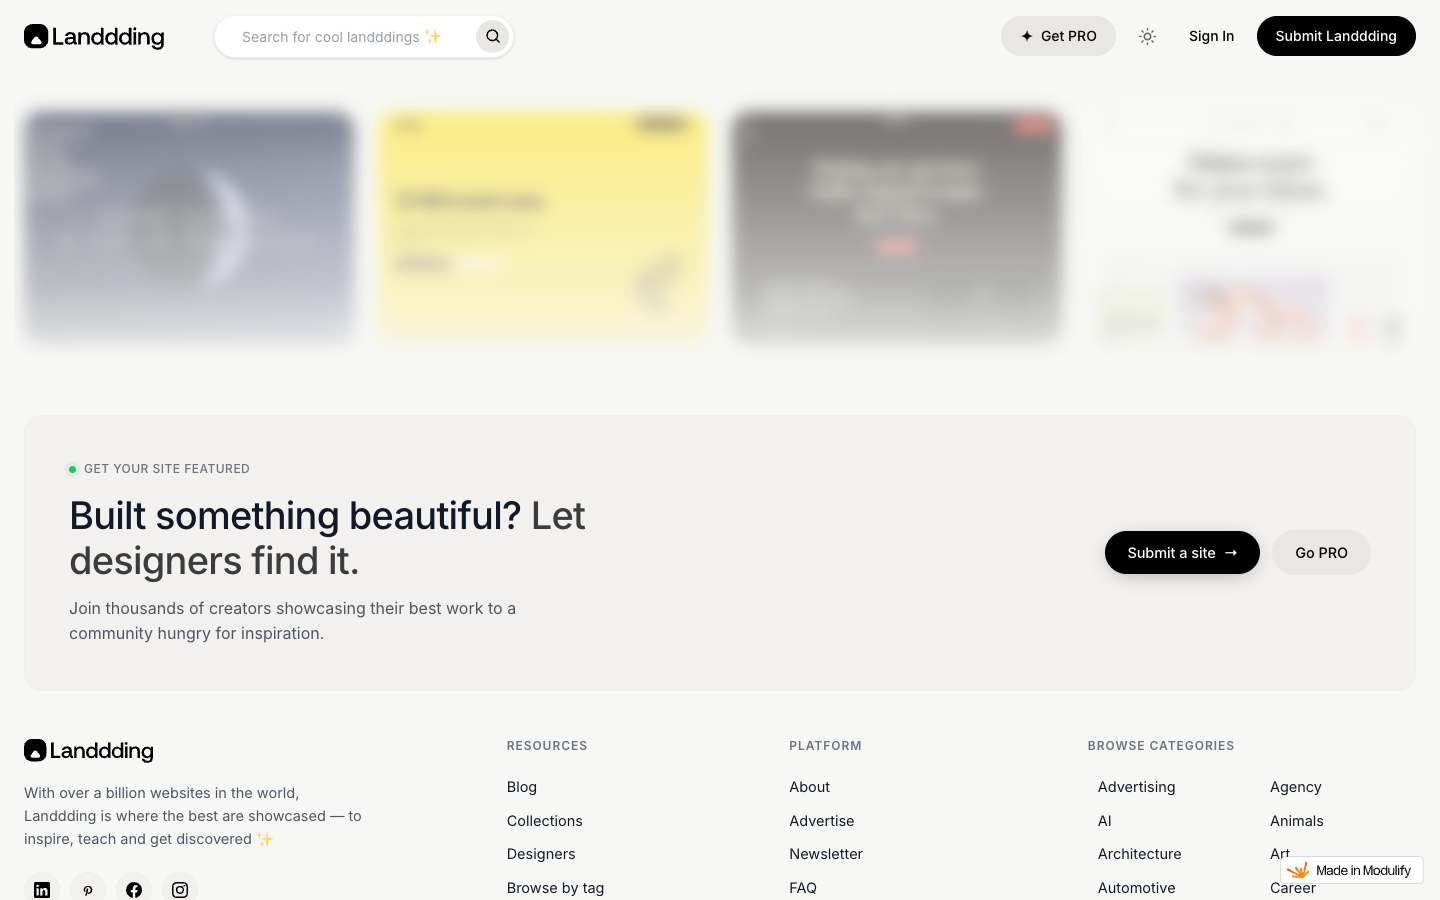 Landdding
Search for cool landddings ✨
Get PRO
Sign In
Submit Landdding
GET YOUR SITE FEATURED
Built something beautiful? Let
designers find it.
Join thousands of creators showcasing their best work to a
community hungry for inspiration.
Submit a site →
Go PRO
Landdding
With over a billion websites in the world,
Landdding is where the best are showcased — to
inspire, teach and get discovered ✨
RESOURCES
Blog
Collections
Designers
Browse by tag
PLATFORM
About
Advertise
Newsletter
FAQ
BROWSE CATEGORIES
Advertising
Agency
AI
Animals
Architecture
Art
Automotive
Career
Made in Modulify